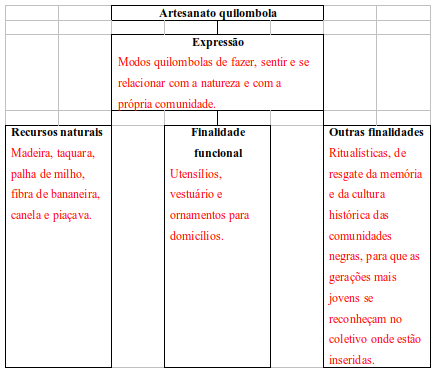 Artesanato quilombola
Expressão
Modos quilombolas de fazer, sentir e se
relacionar com a natureza e com a
própria comunidade.
Recursos naturais
Madeira, taquara,
palha de milho,
fibra de bananeira,
canela e piaçava.
Finalidade
funcional
Utensílios,
vestuário e
ornamentos para
domicílios.
Outras finalidades
Ritualísticas, de
resgate da memória
e da cultura
histórica das
comunidades
negras, para que as
gerações mais
jovens se
reconheçam no
coletivo onde estão
inseridas.